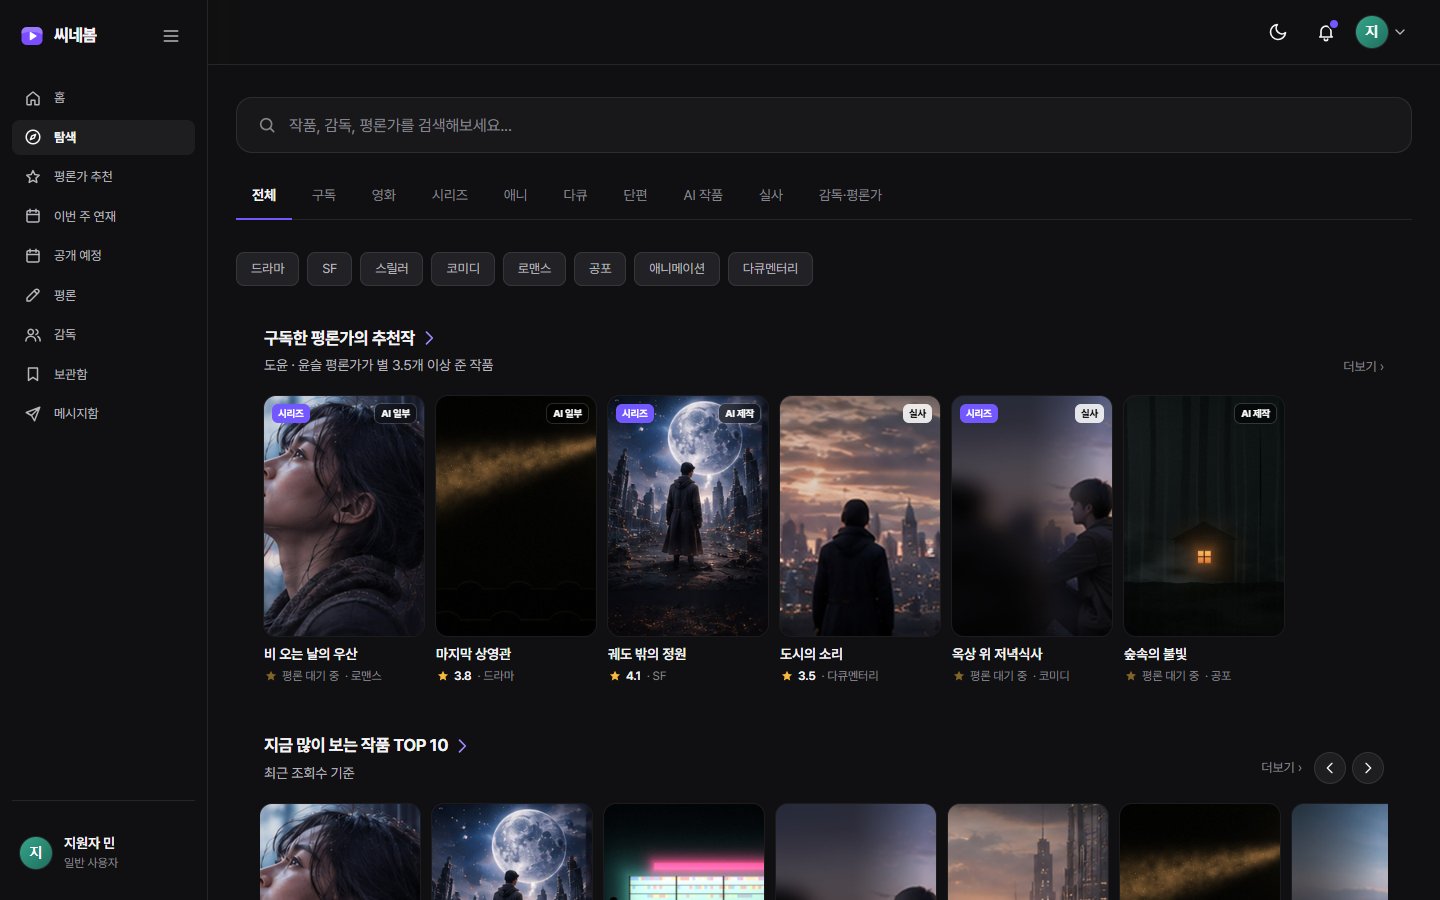 씨네봄
홈
탐색
평론가 추천
이번 주 연재
공개 예정
평론
감독
보관함
메시지함
지
지원자 민
일반 사용자
지
작품, 감독, 평론가를 검색해보세요...
전체 구독 영화 시리즈 애니 다큐 단편 AI 작품 실사 감독·평론가
드라마 SF 스릴러 코미디 로맨스 공포 애니메이션 다큐멘터리
구독한 평론가의 추천작
도윤 · 윤슬 평론가가 별 3.5개 이상 준 작품
더보기 ›
시리즈 AI 일부
AI 일부
시리즈 AI 제작
실사
시리즈 실사
AI 제작
비 오는 날의 우산
★ 평론 대기 중 · 로맨스
마지막 상영관
★ 3.8 · 드라마
궤도 밖의 정원
★ 4.1 · SF
도시의 소리
★ 3.5 · 다큐멘터리
옥상 위 저녁식사
★ 평론 대기 중 · 코미디
숲속의 불빛
★ 평론 대기 중 · 공포
지금 많이 보는 작품 TOP 10
최근 조회수 기준
더보기 ›